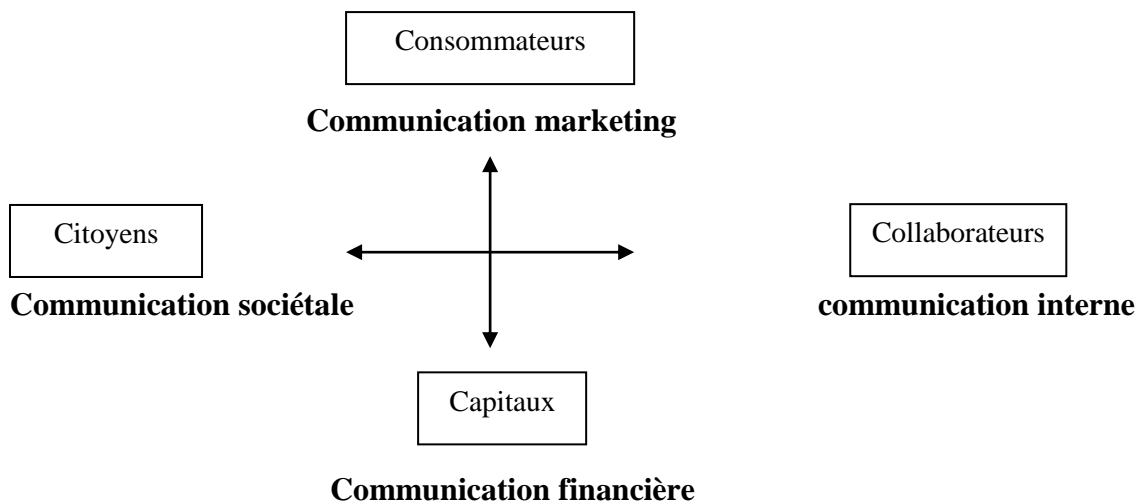 Consommateurs
Communication marketing
Citoyens
Collaborateurs
Communication sociétale
communication interne
Capitaux
Communication financière